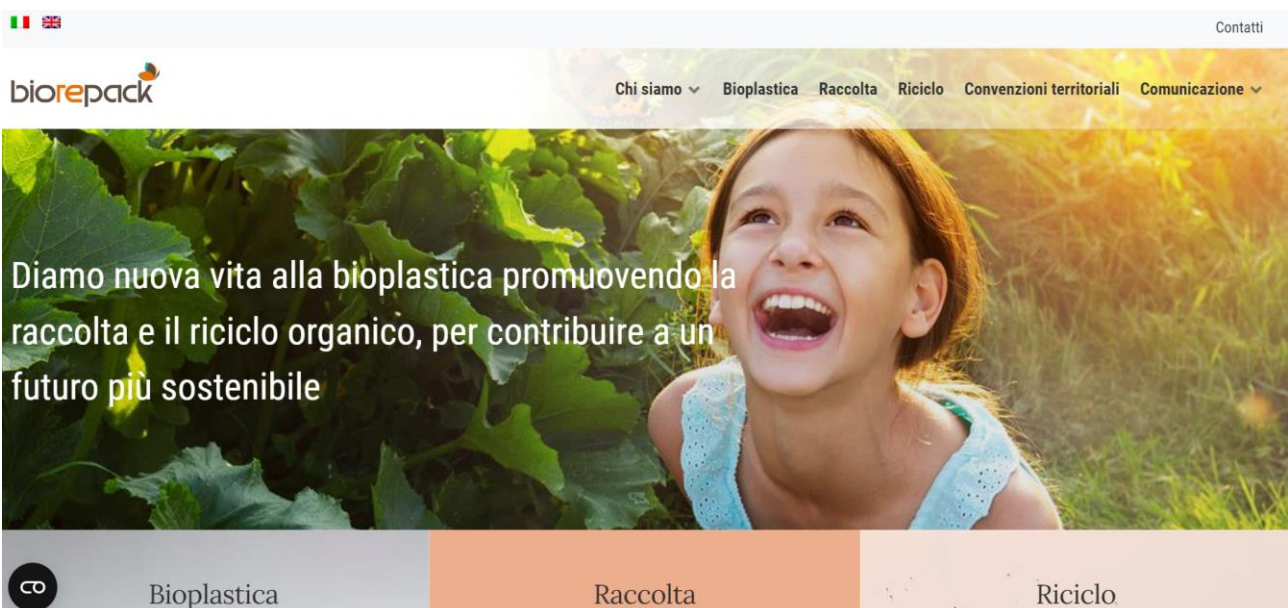 Contatti
biorepack
Chi siamo Bioplastica Raccolta Riciclo Convenzioni territoriali Comunicazione
Diamo nuova vita alla bioplastica promuovendo la
raccolta e il riciclo organico, per contribuire a un
futuro più sostenibile
Bioplastica Raccolta Riciclo